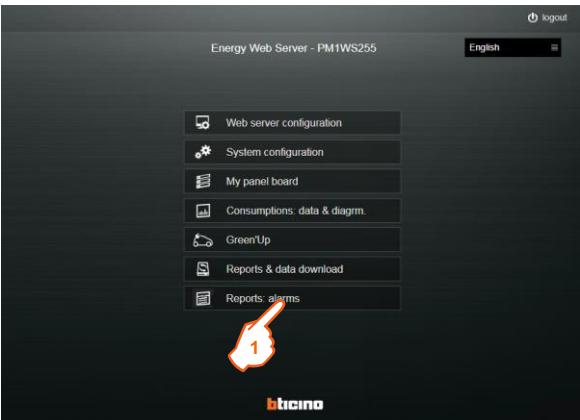 logout
Energy Web Server - PM1WS255
English
Web server configuration
System configuration
My panel board
Consumptions: data & diagrm.
Green'Up
Reports & data download
Reports: alarms
1
bticino